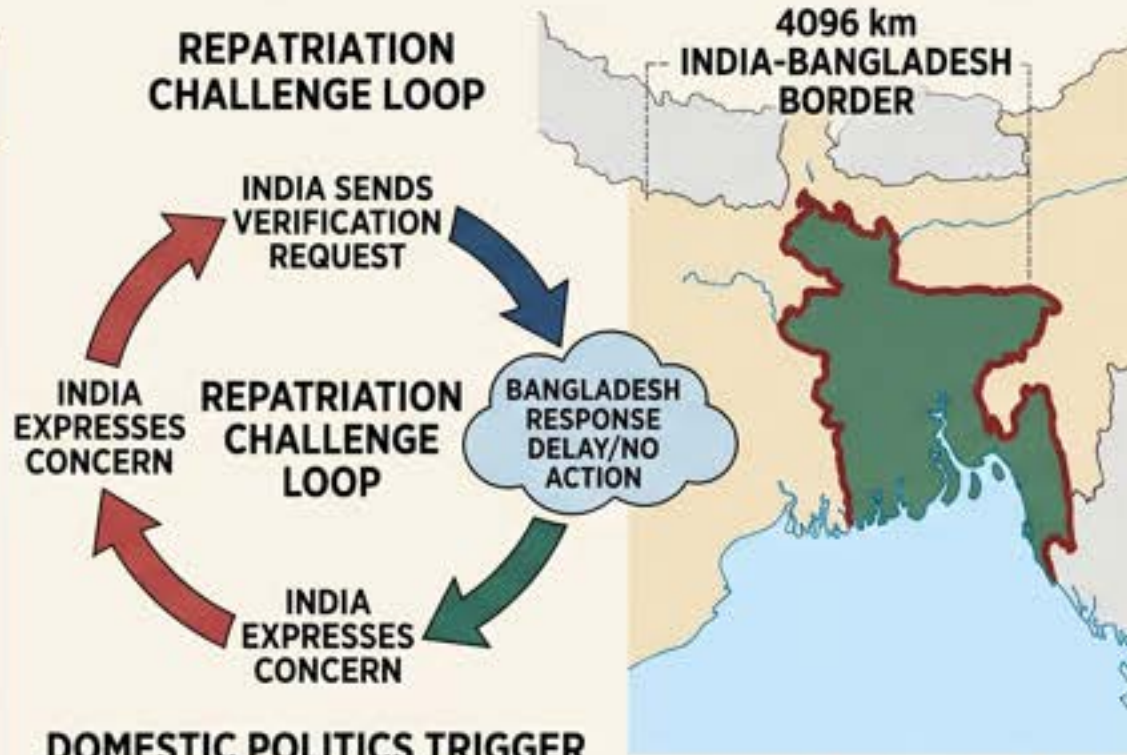 REPATRIATION
CHALLENGE LOOP
4096 km
INDIA-BANGLADESH
BORDER
INDIA SENDS
VERIFICATION
REQUEST
BANGLADESH
RESPONSE
DELAY/NO
ACTION
INDIA
EXPRESSES
CONCERN
INDIA
EXPRESSES
CONCERN
REPATRIATION
CHALLENGE
LOOP
DOMESTIC POLITICS TRIGGER